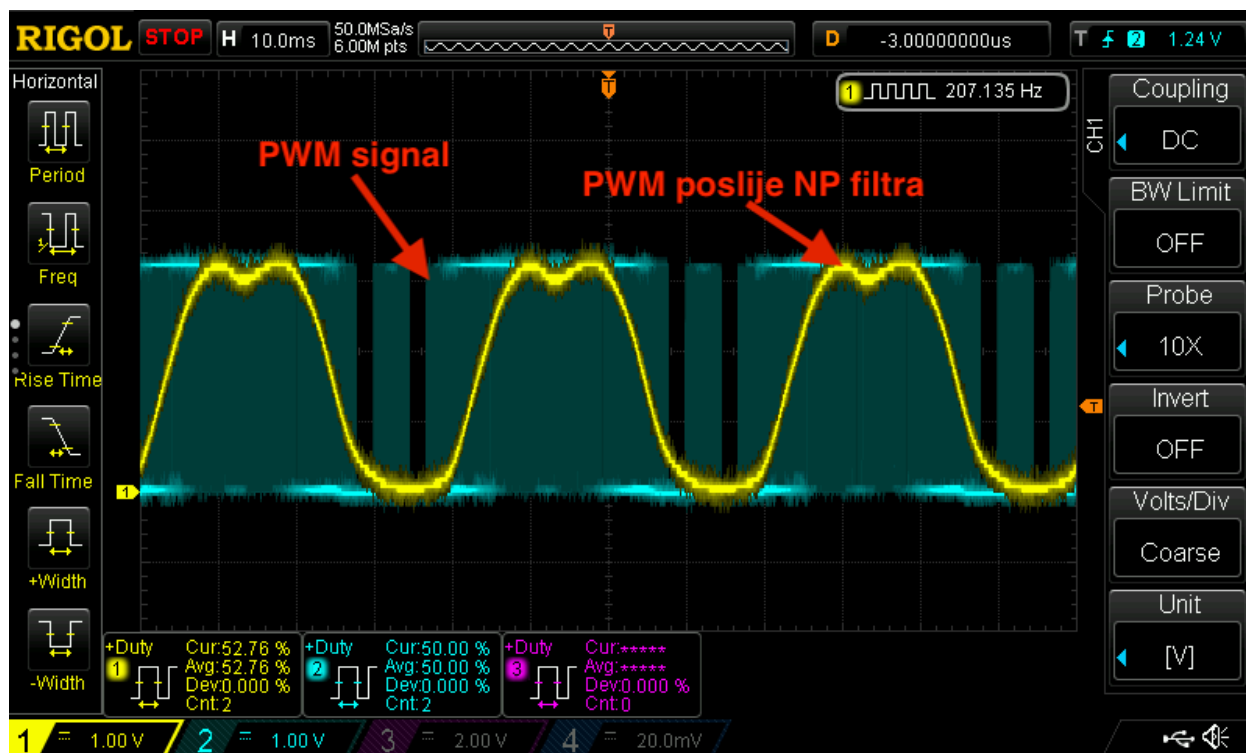 RIGOL STOP H 10.0ms 50.0MSa/s D -3.00000000us T 2 1.24 V
6.00M pts
Horizontal
Period
Freq
Rise Time
Fall Time
+Width
-Width
T
1 207.135 Hz
PWM signal
PWM poslije NP filtra
T
1
CH1
Coupling
DC
BW Limit
OFF
Probe
10X
Invert
OFF
Volts/Div
Coarse
Unit
[V]
+Duty Cur:52.76 % +Duty Cur:50.00 % +Duty Cur:*****
1 Avg:52.76 % 2 Avg:50.00 % 3 Avg:*****
Dev:0.000 % Dev:0.000 % Dev:0.000 %
Cnt:2 Cnt:2 Cnt:0
1 = 1.00 V 2 = 1.00 V 3 = 2.00 V 4 = 20.0mV